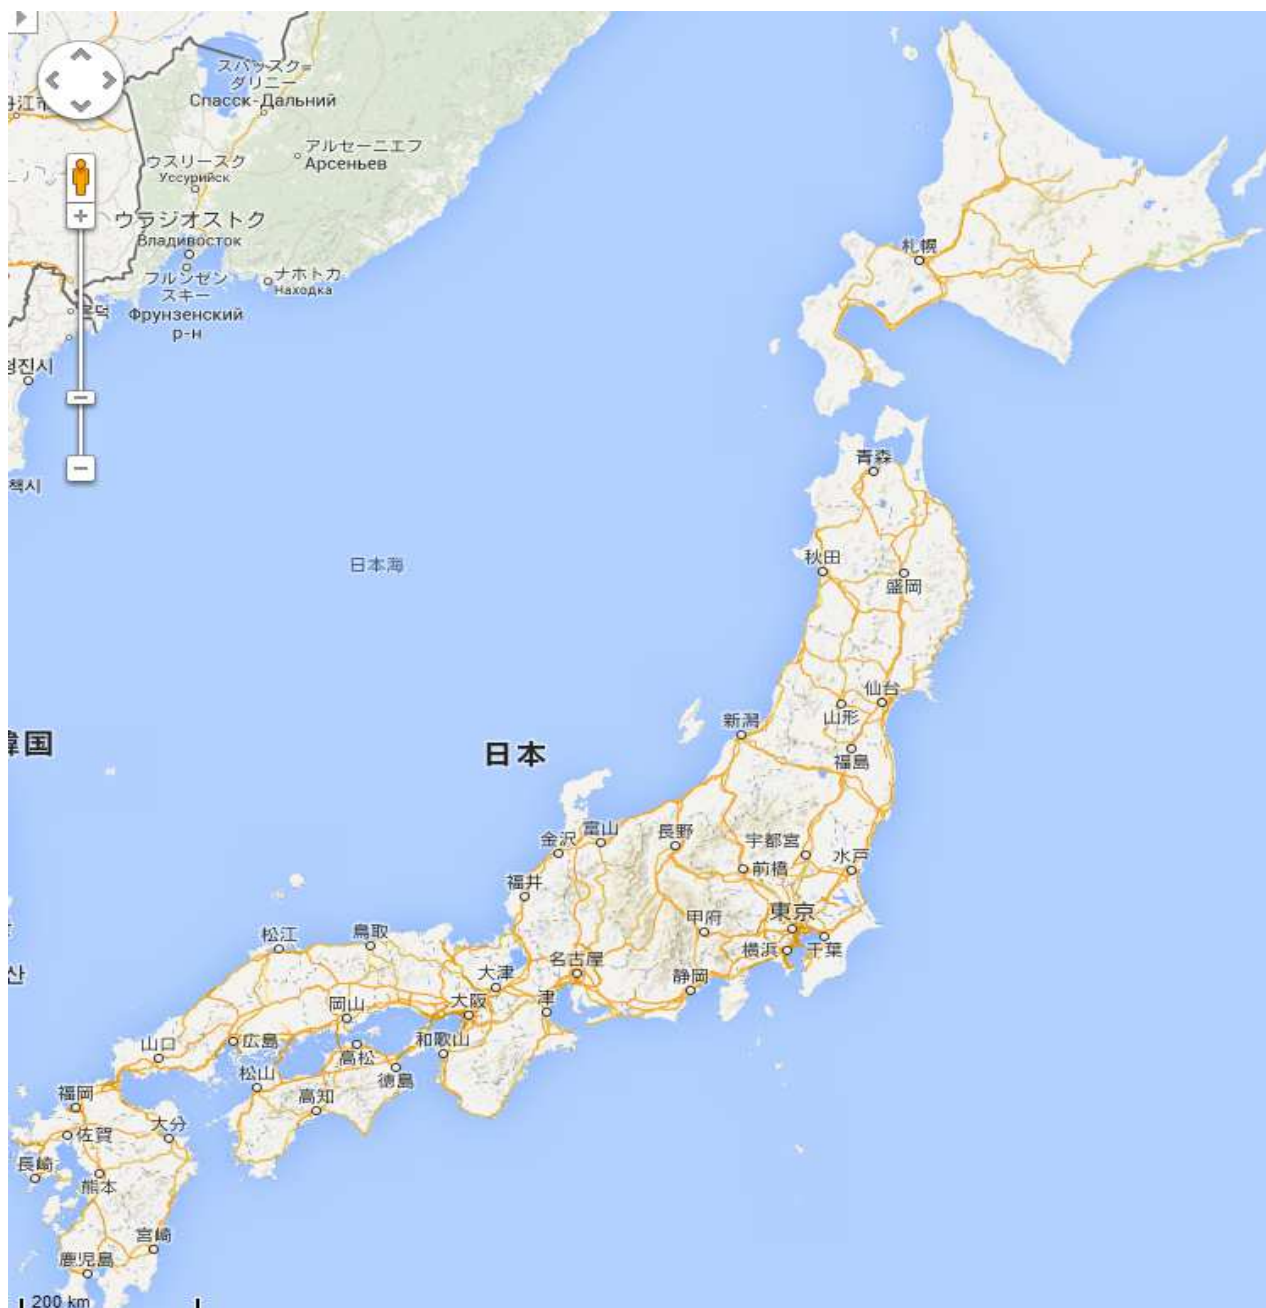 スパッスク=
ダリニー
Спасск-Дальний
アルセーニエフ
Арсеньев
ウスリースク
Уссурийск
ウラジオストク
Владивосток
フルンゼン
スキー
Фрунзенский
р-н
ナホトカ
Находка
札幌
青森
日本海
秋田
盛岡
仙台
山形
新潟
福島
韓国
日本
金沢
富山
長野
宇都宮
水戸
前橋
福井
甲府
東京
横浜
千葉
松江
鳥取
名古屋
静岡
大津
岡山
大阪
津
山口
広島
高松
和歌山
松山
徳島
福岡
高知
大分
佐賀
長崎
熊本
宮崎
鹿児島
200 km